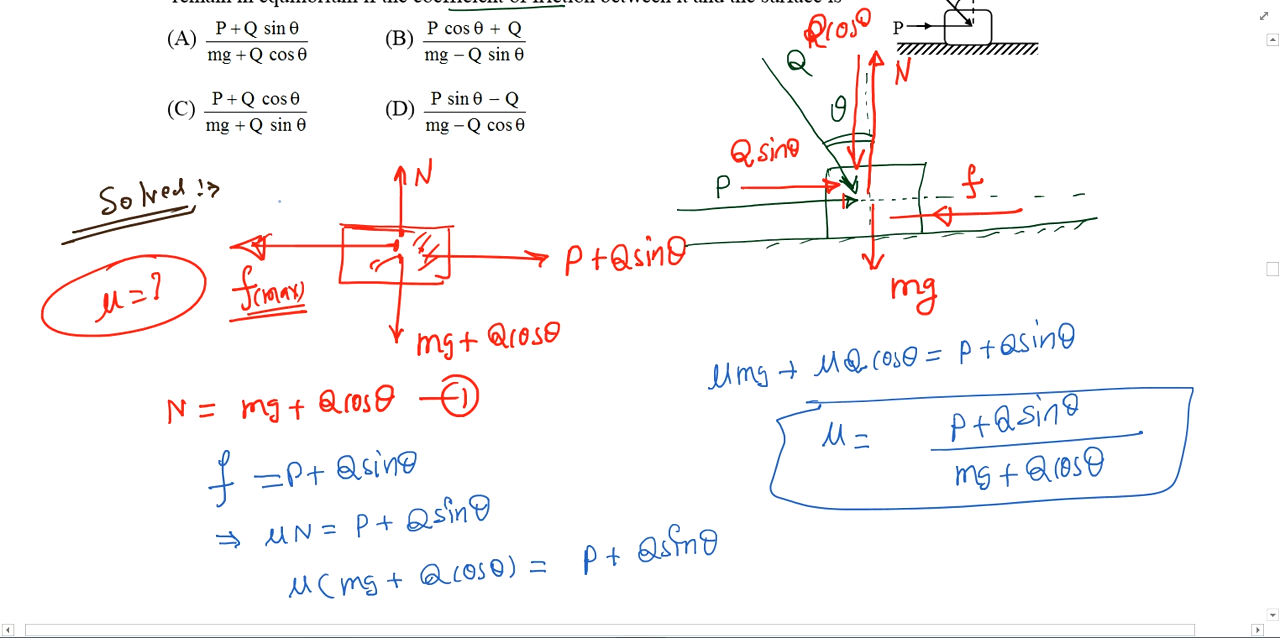 remain in equilibrium if the coefficient of friction between it and the surface is
(A) P + Q sin θ / mg + Q cos θ
(B) P cos θ + Q / mg − Q sin θ
(C) P + Q cos θ / mg + Q sin θ
(D) P sin θ − Q / mg − Q cos θ
P
Qcosθ
Q
N
θ
Qsinθ
P
f
mg
Solved :→
μ = ?
N
f(max)
P + Qsinθ
mg + Qcosθ
N = mg + Qcosθ —①
f = P + Qsinθ
⇒ μN = P + Qsinθ
μ(mg + Qcosθ) = P + Qsinθ
μmg + μQcosθ = P + Qsinθ
μ = P + Qsinθ / mg + Qcosθ